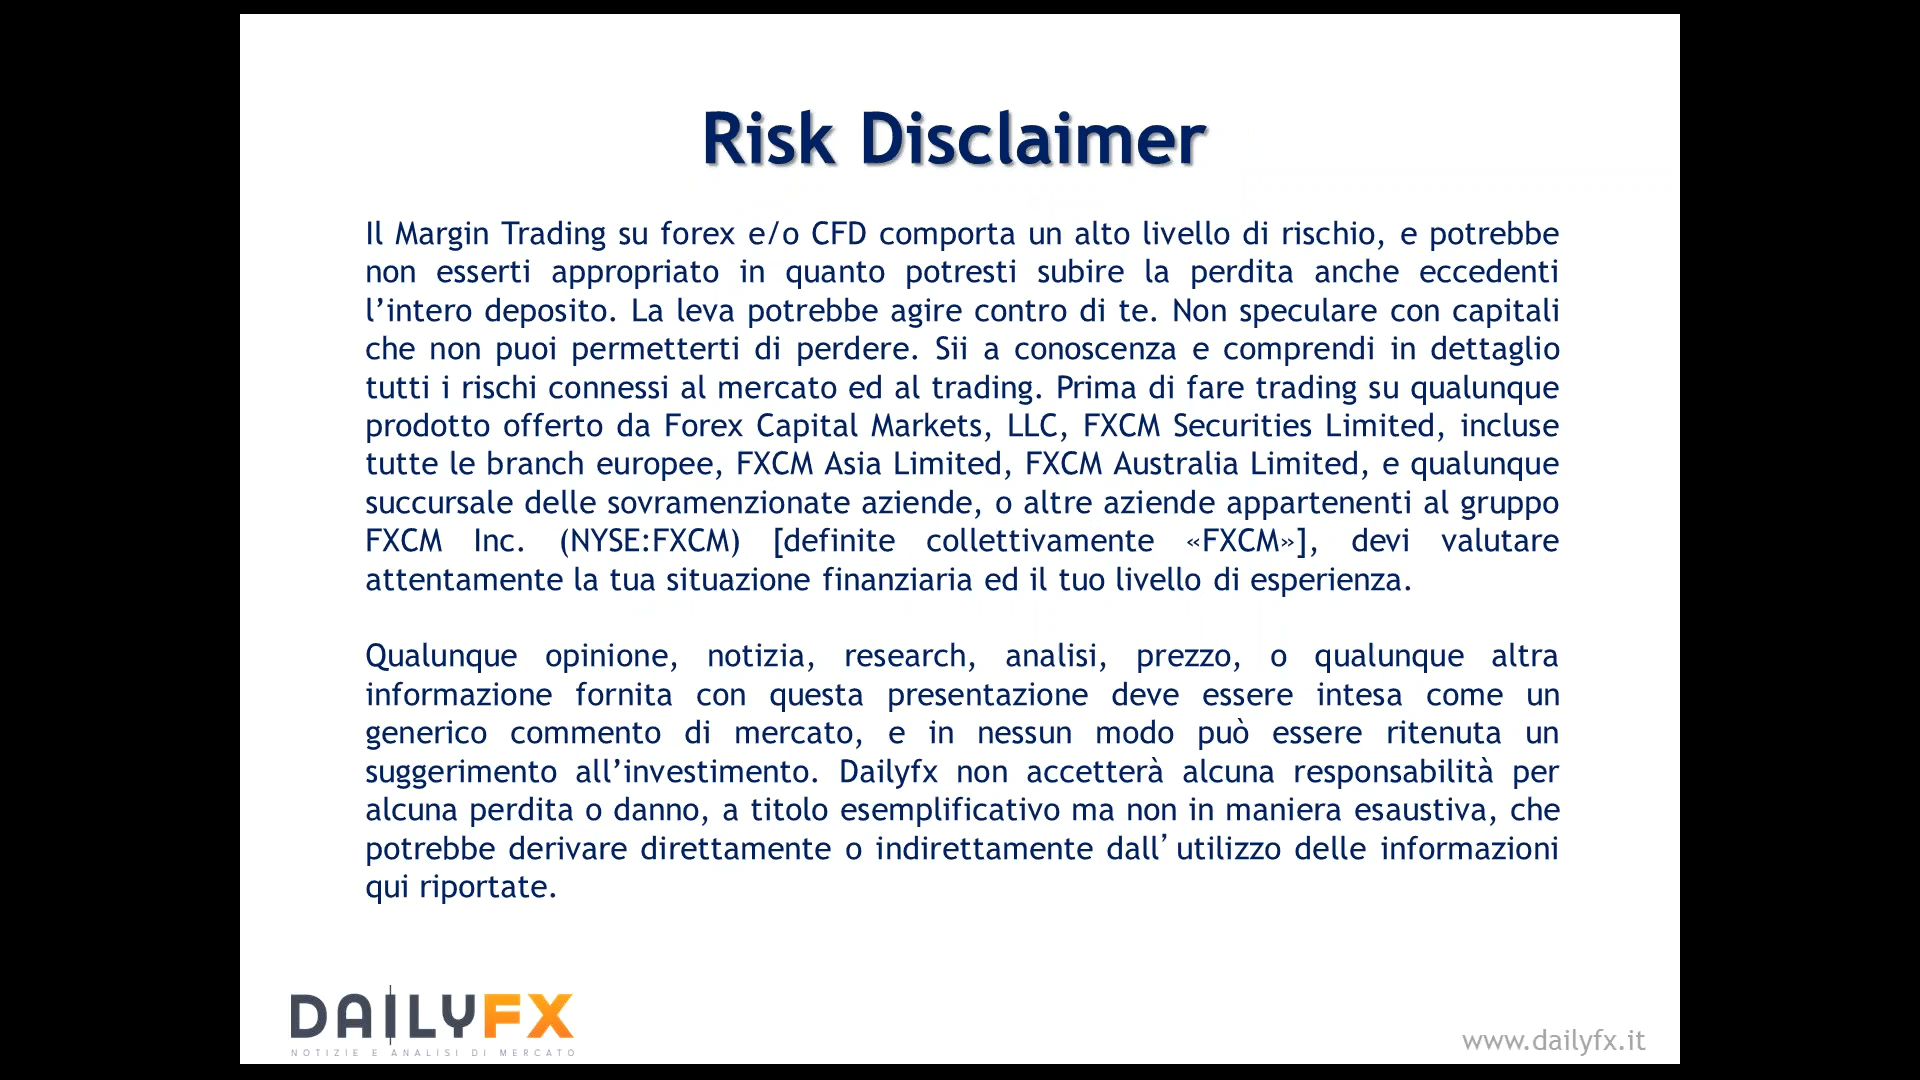 Risk Disclaimer
Il Margin Trading su forex e/o CFD comporta un alto livello di rischio, e potrebbe
non esserti appropriato in quanto potresti subire la perdita anche eccedenti
l’intero deposito. La leva potrebbe agire contro di te. Non speculare con capitali
che non puoi permetterti di perdere. Sii a conoscenza e comprendi in dettaglio
tutti i rischi connessi al mercato ed al trading. Prima di fare trading su qualunque
prodotto offerto da Forex Capital Markets, LLC, FXCM Securities Limited, incluse
tutte le branch europee, FXCM Asia Limited, FXCM Australia Limited, e qualunque
succursale delle sovramenzionate aziende, o altre aziende appartenenti al gruppo
FXCM Inc. (NYSE:FXCM) [definite collettivamente «FXCM»], devi valutare
attentamente la tua situazione finanziaria ed il tuo livello di esperienza.
Qualunque opinione, notizia, research, analisi, prezzo, o qualunque altra
informazione fornita con questa presentazione deve essere intesa come un
generico commento di mercato, e in nessun modo può essere ritenuta un
suggerimento all’investimento. Dailyfx non accetterà alcuna responsabilità per
alcuna perdita o danno, a titolo esemplificativo ma non in maniera esaustiva, che
potrebbe derivare direttamente o indirettamente dall’utilizzo delle informazioni
qui riportate.
DAILYFX
NOTIZIE E ANALISI DI MERCATO
www.dailyfx.it